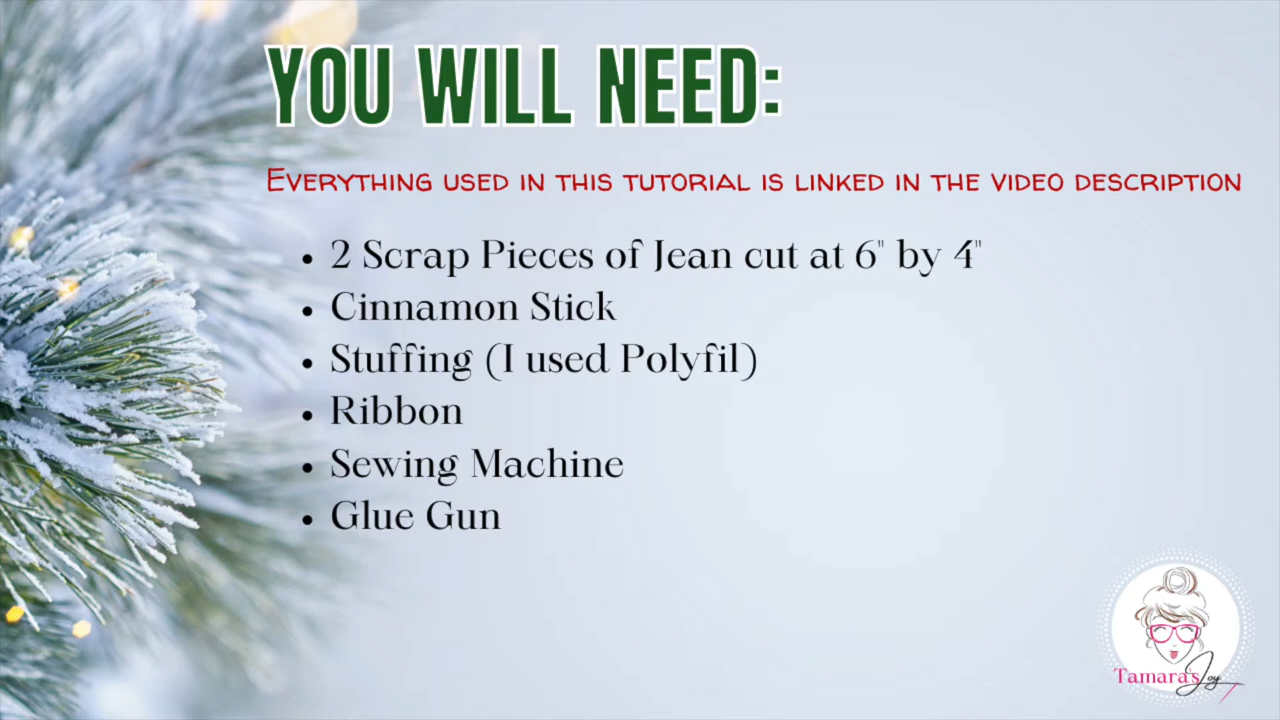 YOU WILL NEED:
EVERYTHING USED IN THIS TUTORIAL IS LINKED IN THE VIDEO DESCRIPTION
• 2 Scrap Pieces of Jean cut at 6" by 4"
• Cinnamon Stick
• Stuffing (I used Polyfil)
• Ribbon
• Sewing Machine
• Glue Gun
Tamara's Joy